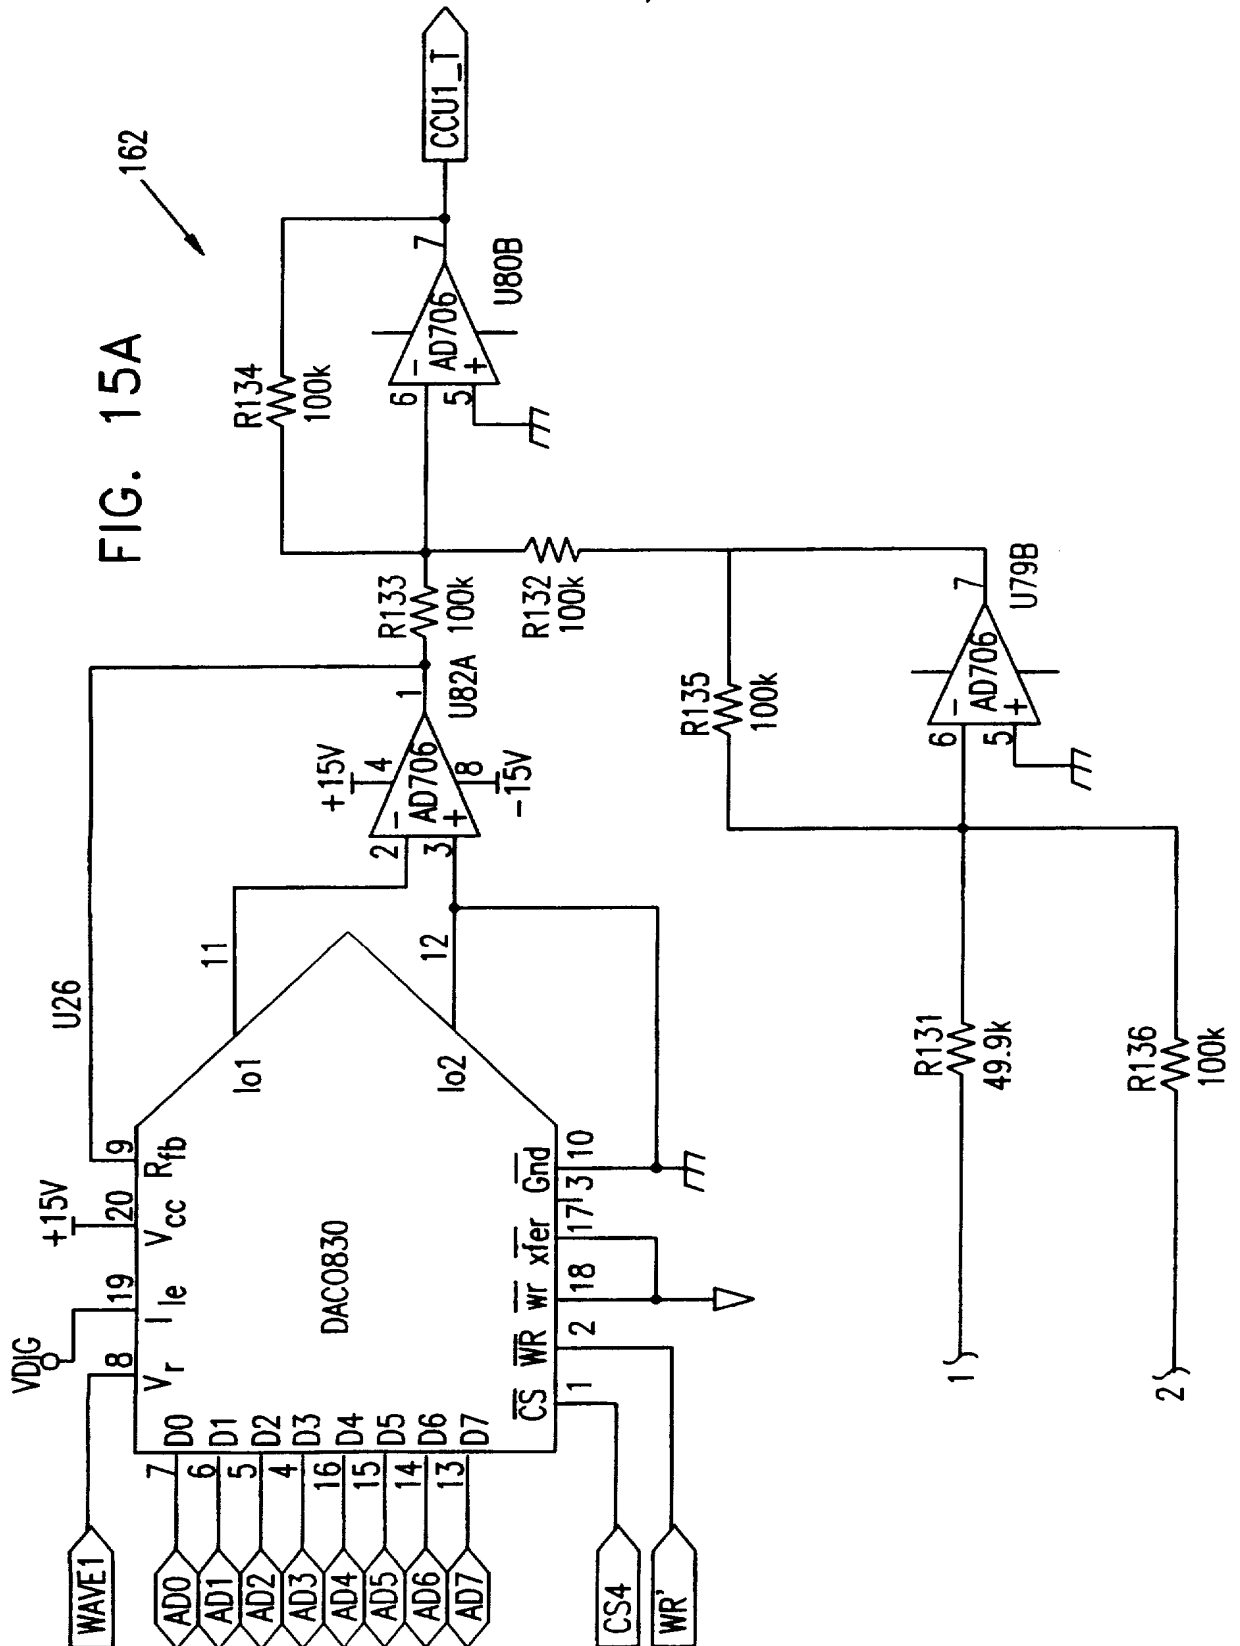 FIG. 15A
162
WAVE1
VDIG
+15V
U26
8
19
20
9
Vr
Ile
Vcc
Rfb
AD0
AD1
AD2
AD3
AD4
AD5
AD6
AD7
7
6
5
4
16
15
14
13
D0
D1
D2
D3
D4
D5
D6
D7
DAC0830
Io1
Io2
11
12
CS
WR
wr
xfer
Gnd
1
2
18
17
3
10
CS4
WR'
2
3
+15V
4
-
AD706
+
8
-15V
1
U82A
R133
100k
R132
100k
R134
100k
6
5
-
AD706
+
7
U80B
CCU1_T
R135
100k
6
5
-
AD706
+
7
U79B
1
R131
49.9k
2
R136
100k